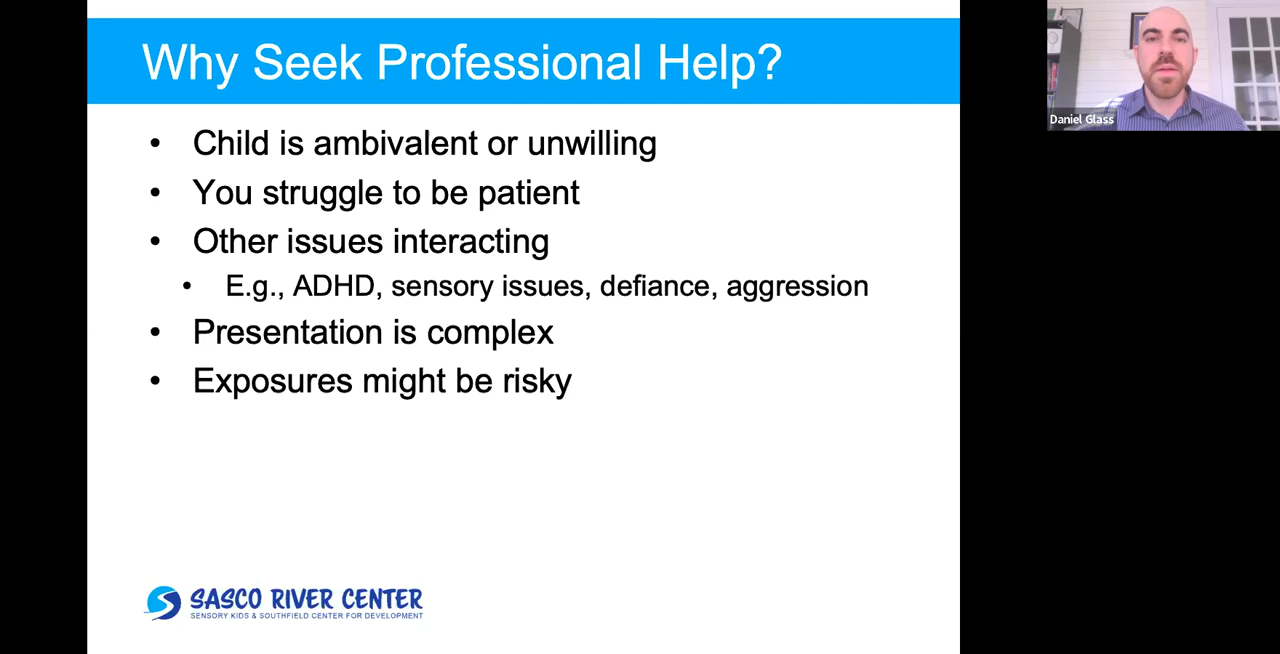 Why Seek Professional Help?
• Child is ambivalent or unwilling
• You struggle to be patient
• Other issues interacting
• E.g., ADHD, sensory issues, defiance, aggression
• Presentation is complex
• Exposures might be risky
SASCO RIVER CENTER
SENSORY KIDS & SOUTHFIELD CENTER FOR DEVELOPMENT
Daniel Glass